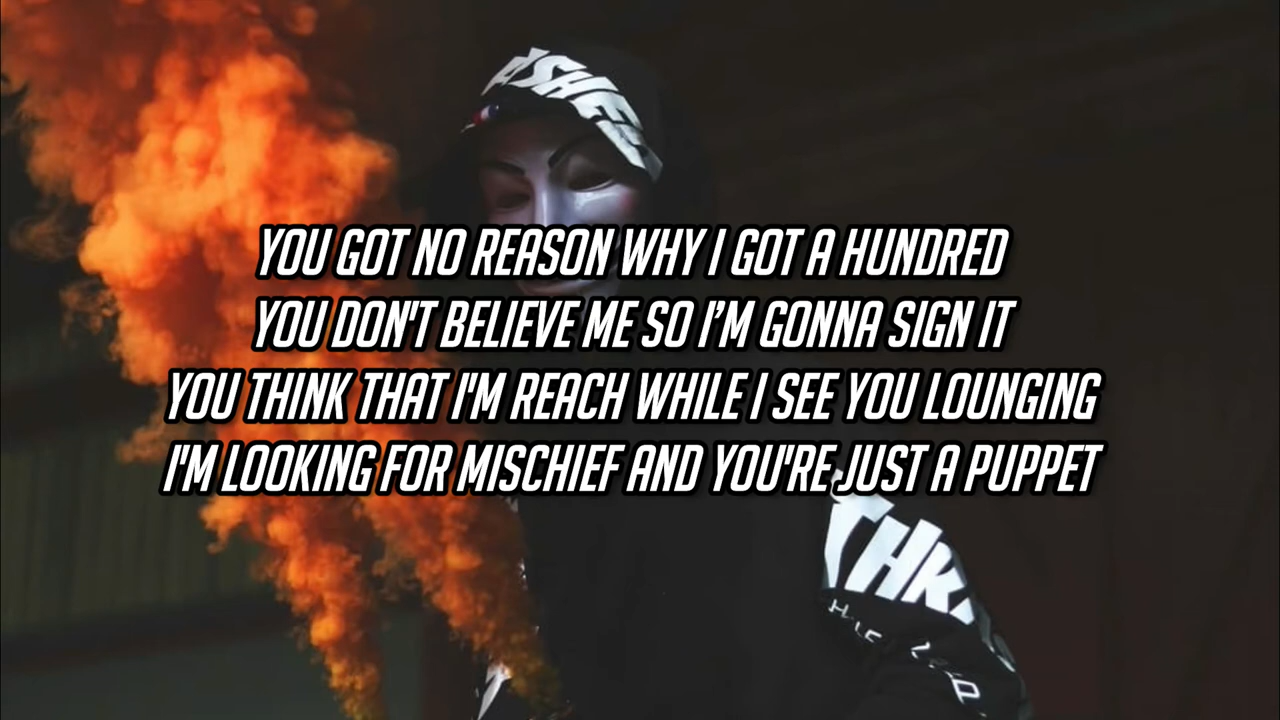 YOU GOT NO REASON WHY I GOT A HUNDRED
YOU DON'T BELIEVE ME SO I'M GONNA SIGN IT
YOU THINK THAT I'M REACH WHILE I SEE YOU LOUNGING
I'M LOOKING FOR MISCHIEF AND YOU'RE JUST A PUPPET